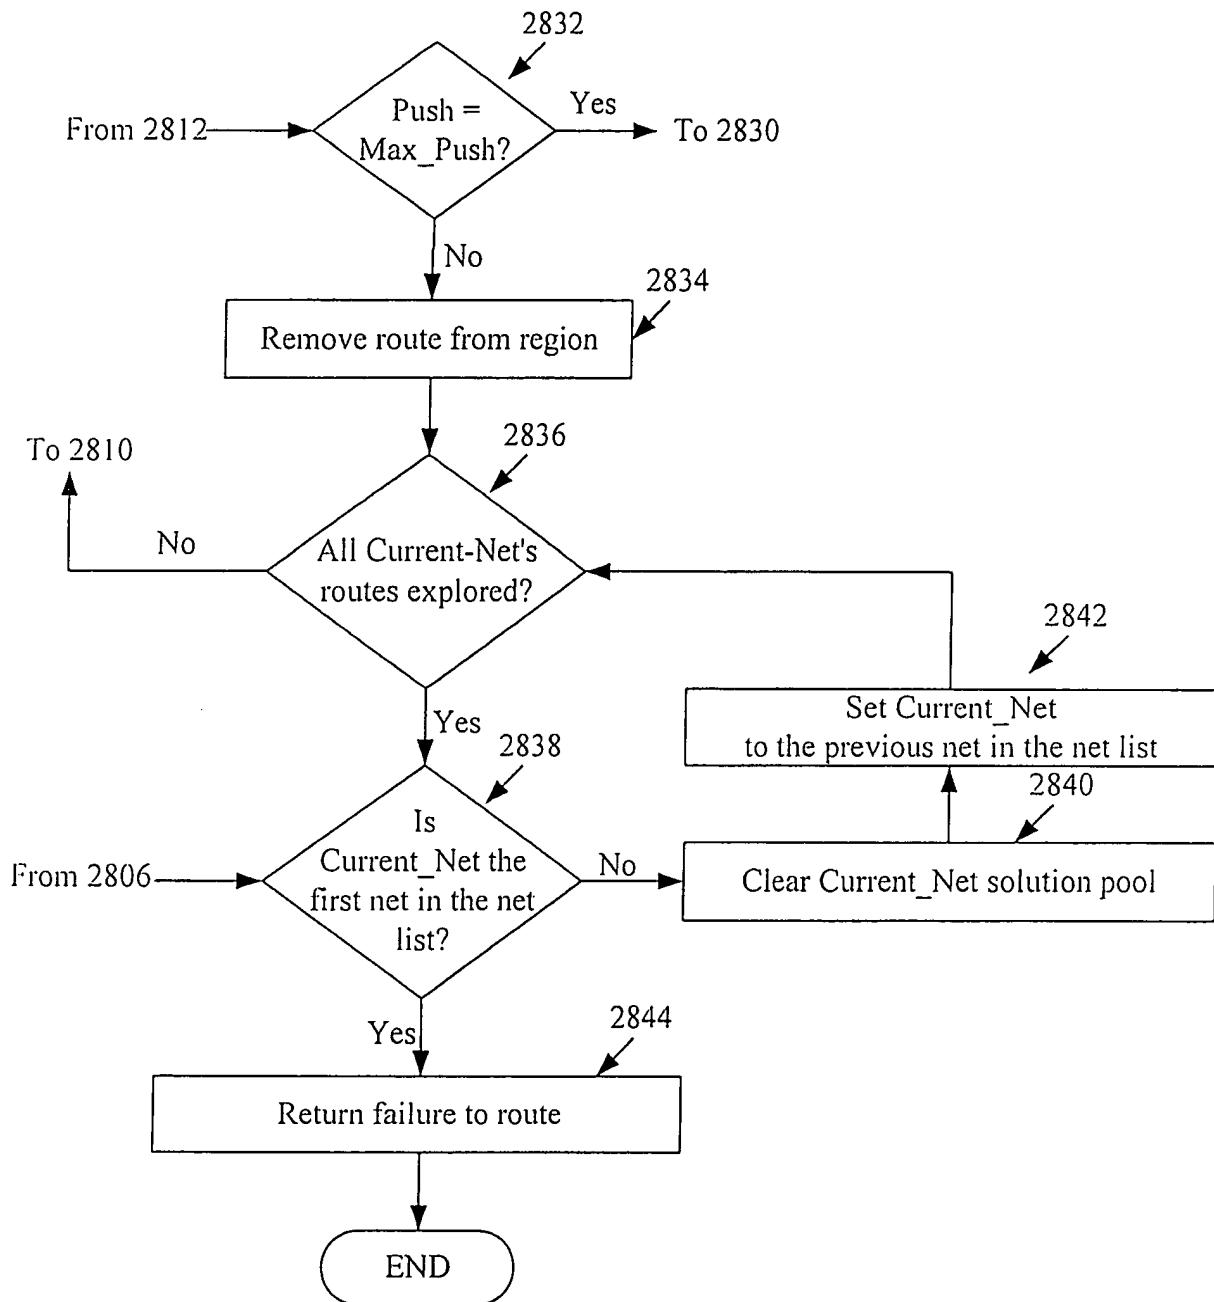 2832
Push =
Max_Push?
From 2812
Yes
To 2830
No
2834
Remove route from region
To 2810
2836
No
All Current-Net's
routes explored?
2842
Set Current_Net
to the previous net in the net list
Yes
2838
2840
Is
Current_Net the
first net in the net
list?
From 2806
No
Clear Current_Net solution pool
Yes
2844
Return failure to route
END